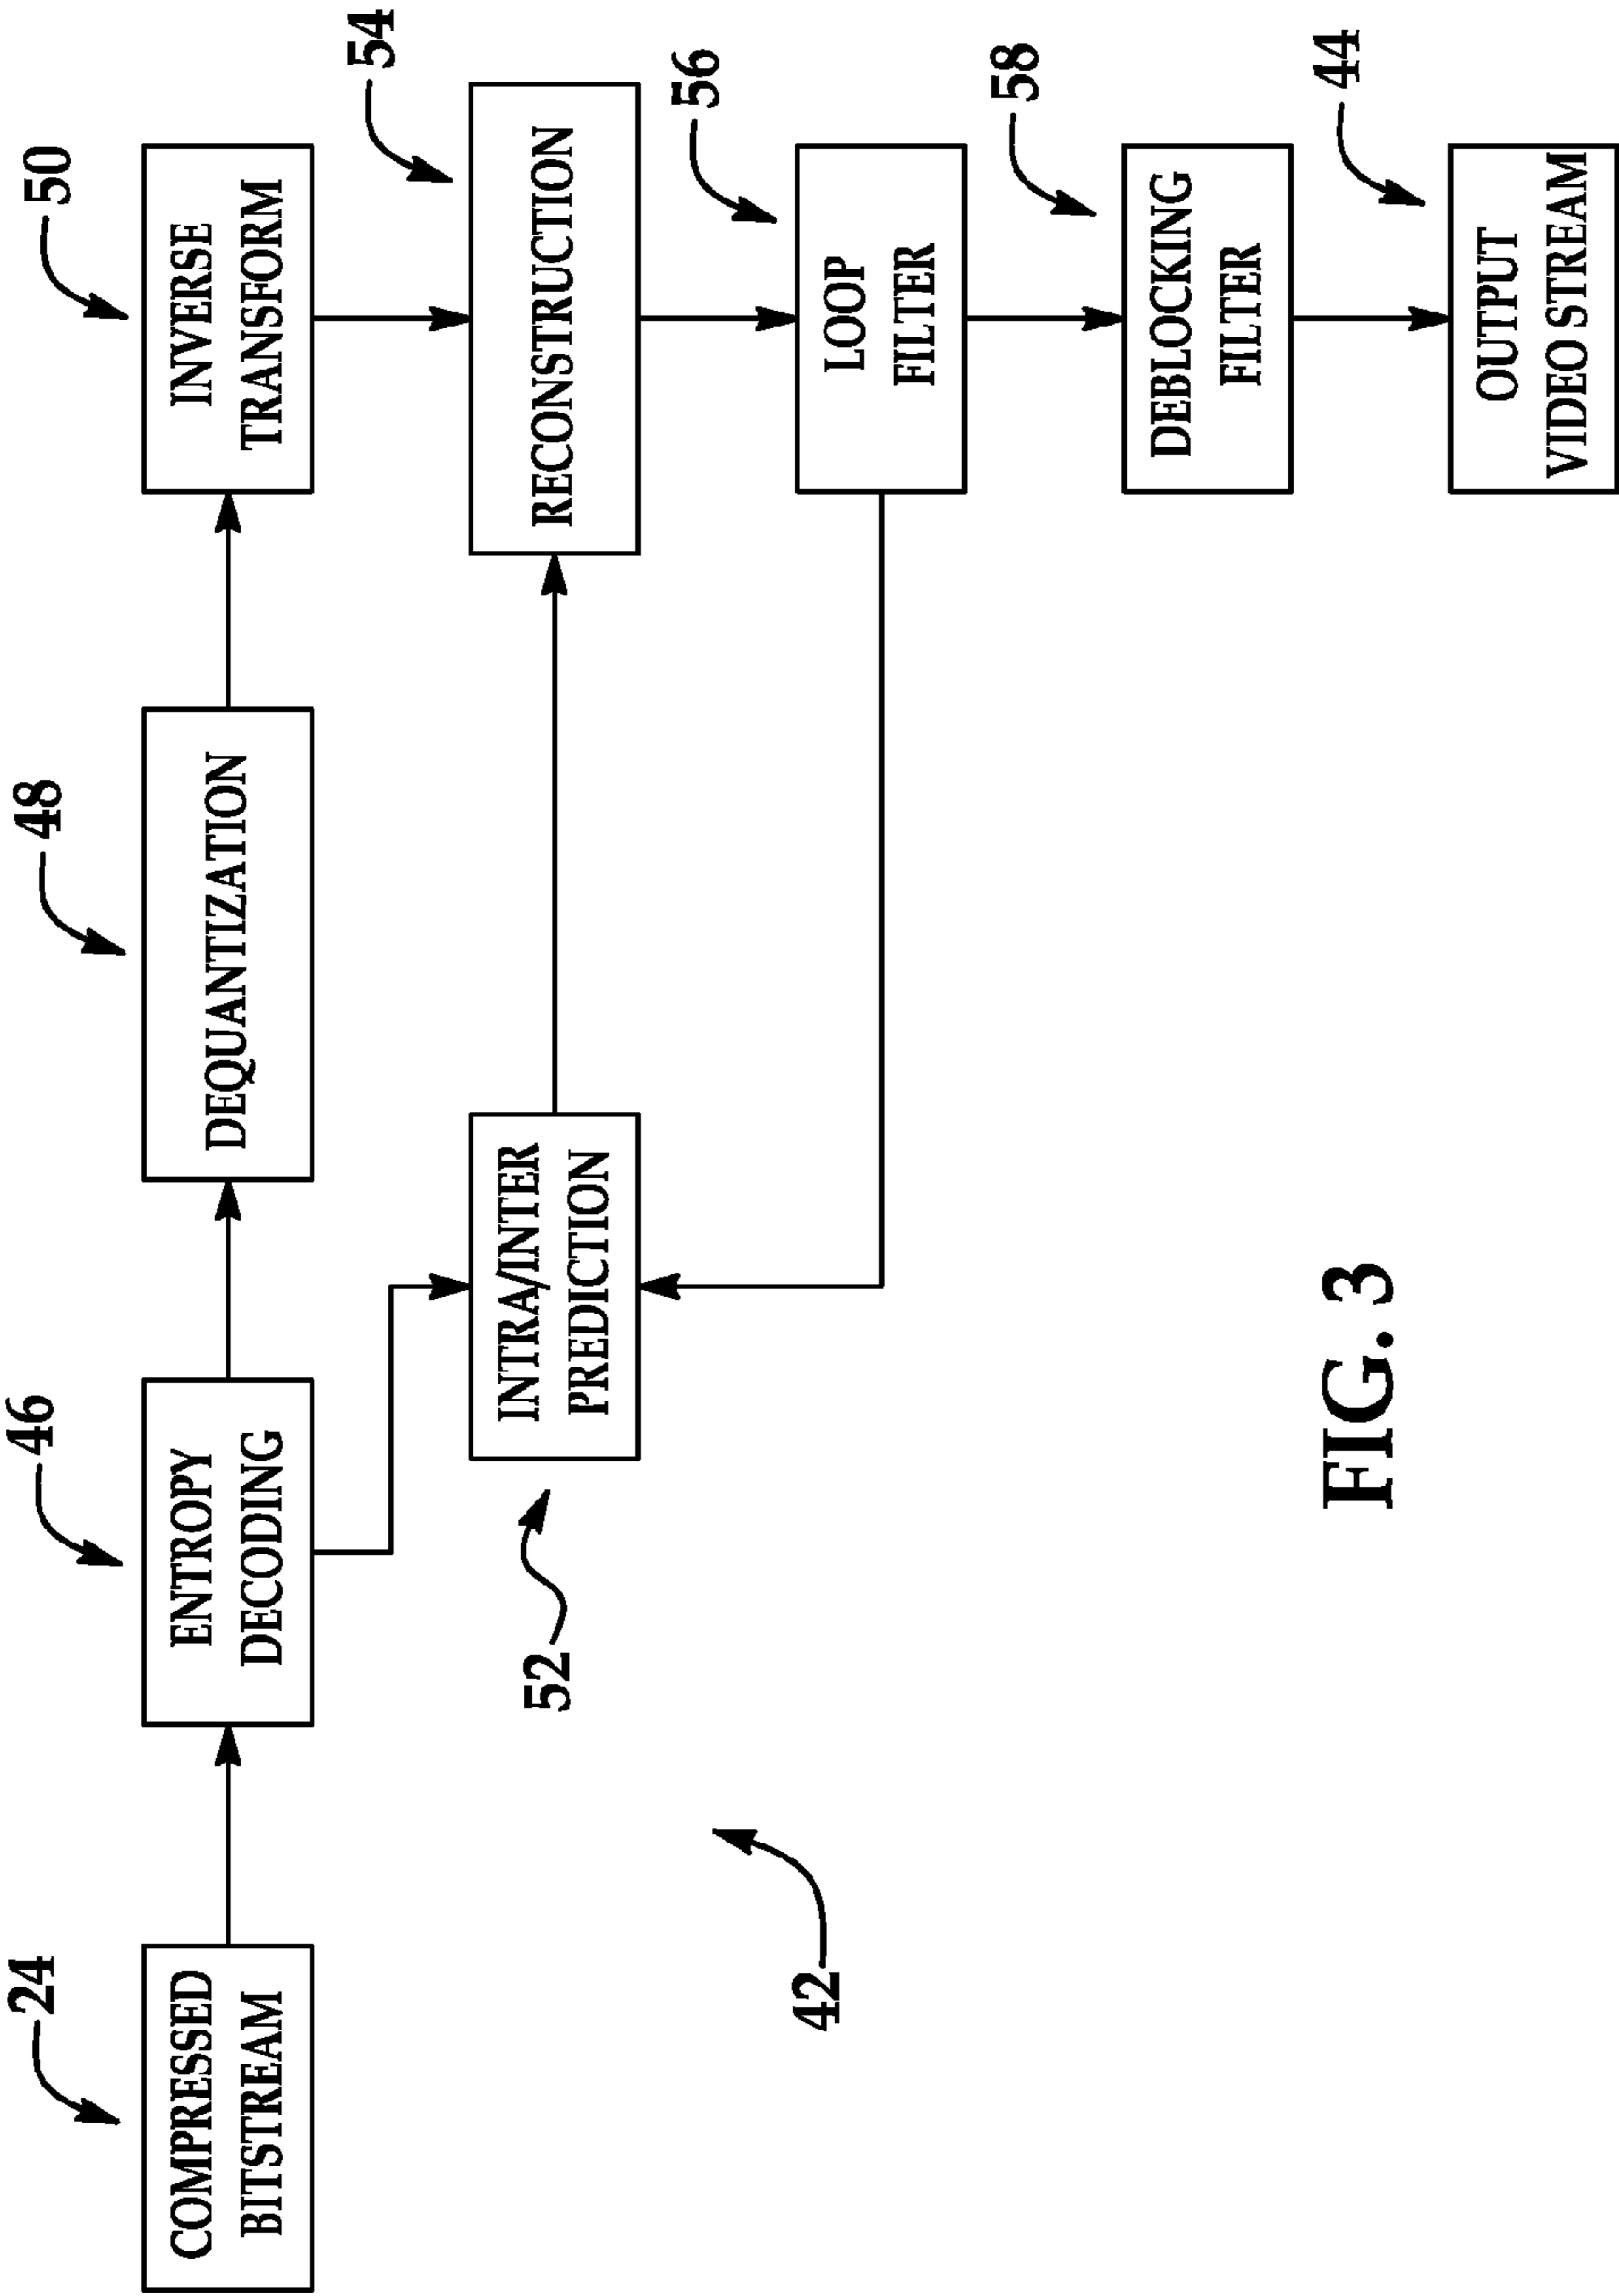 24
COMPRESSED
BITSTREAM
46
ENTROPY
DECODING
48
DEQUANTIZATION
50
INVERSE
TRANSFORM
52
INTRA/INTER
PREDICTION
54
RECONSTRUCTION
56
LOOP
FILTER
58
DEBLOCKING
FILTER
44
OUTPUT
VIDEO STREAM
42
FIG. 3